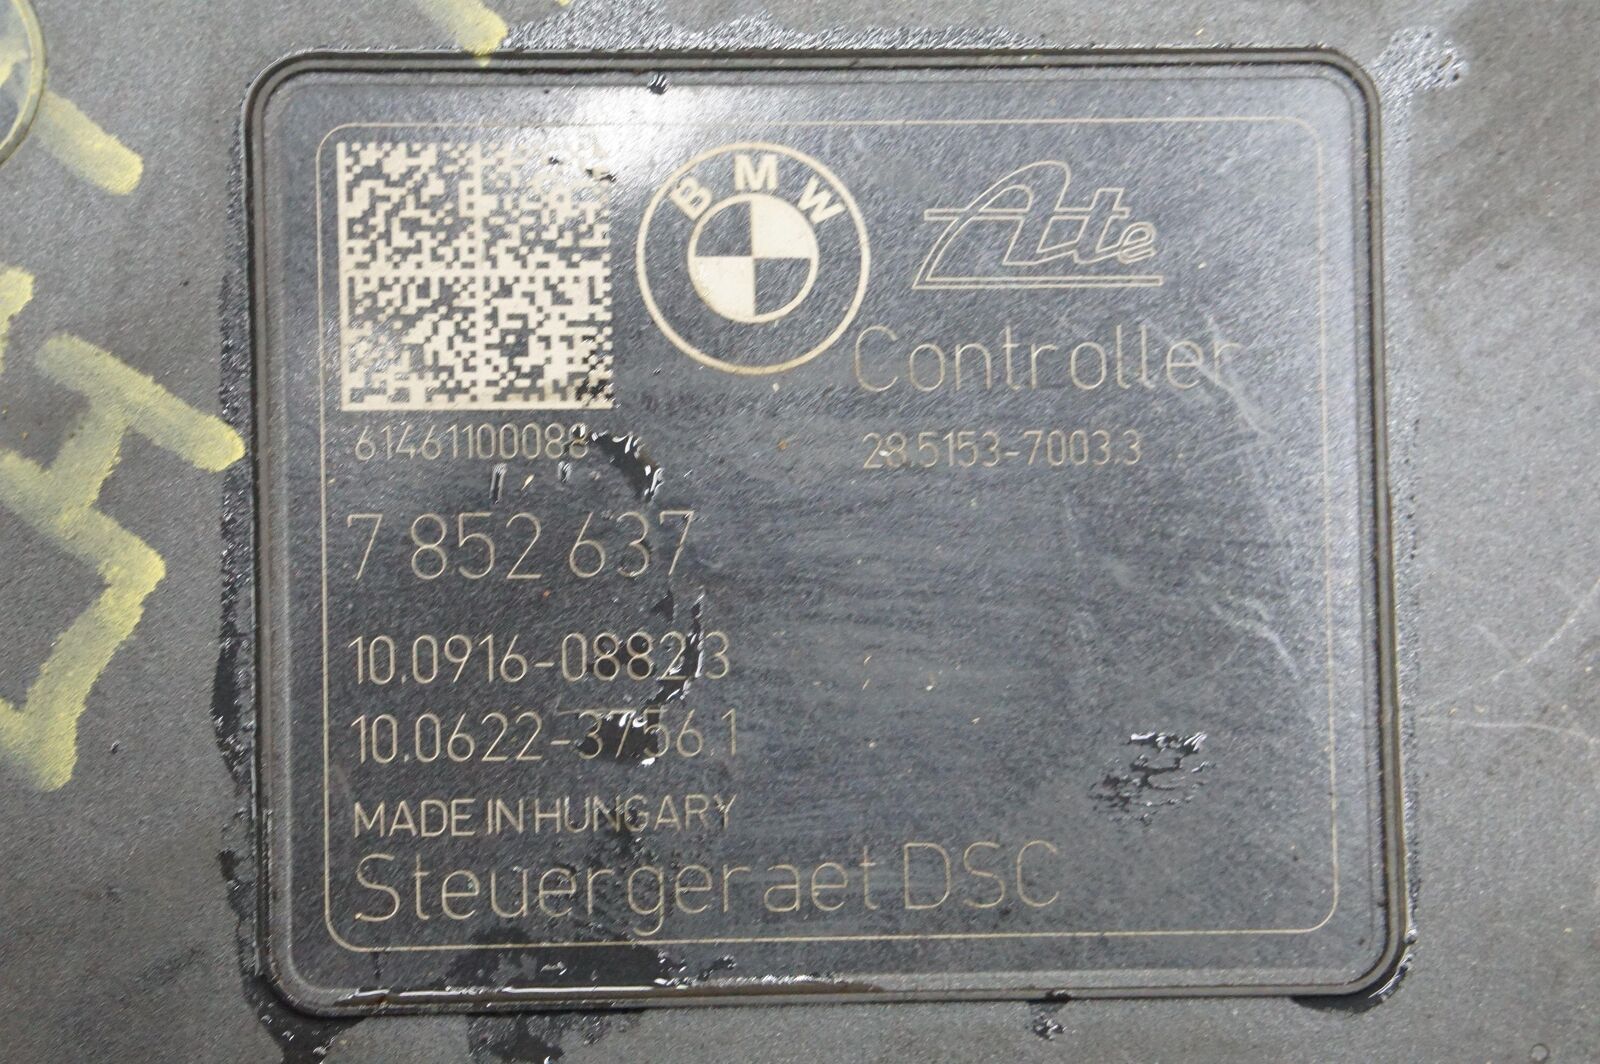 BMW
Ate
Controller
61461100088
28.5153-7003.3
7 852 637
10.0916-0882.3
10.0622-3756.1
MADE IN HUNGARY
Steuergeraet DSC